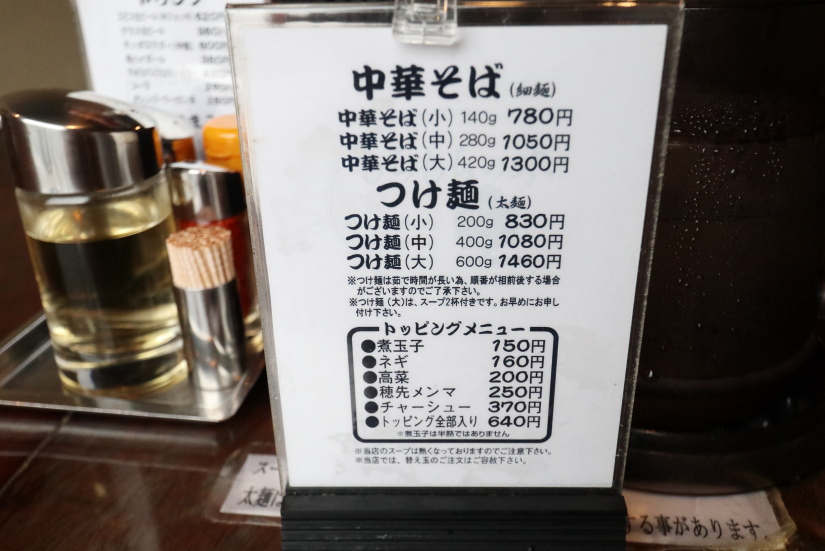 中華そば(細麺)
中華そば(小) 140g 780円
中華そば(中) 280g 1050円
中華そば(大) 420g 1300円
つけ麺(太麺)
つけ麺(小) 200g 830円
つけ麺(中) 400g 1080円
つけ麺(大) 600g 1460円
※つけ麺は茹で時間が長い為、順番が相前後する場合
がございますのでご了承下さい。
※つけ麺(大)は、スープ2杯付きです。お早めにお申し
付け下さい。
トッピングメニュー
●煮玉子 150円
●ネギ 160円
●高菜 200円
●穂先メンマ 250円
●チャーシュー 370円
●トッピング全部入り 640円
※煮玉子は半熟ではありません
※当店のスープは熱くなっておりますのでご注意下さい。
※当店では、替え玉のご注文はご容赦下さい。
太麺は
する事があります